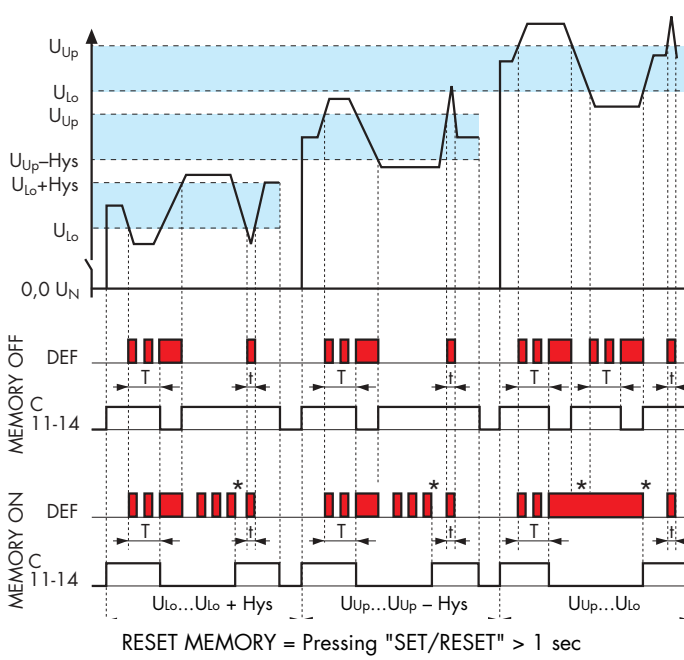 U_Up
U_Lo
U_Up
U_Up–Hys
U_Lo+Hys
U_Lo
0,0 U_N
MEMORY OFF
DEF
T t T t T T t
C
11-14
MEMORY ON
* * * *
DEF
T t T t T t
C
11-14
U_Lo...U_Lo + Hys U_Up...U_Up – Hys U_Up...U_Lo
RESET MEMORY = Pressing "SET/RESET" > 1 sec